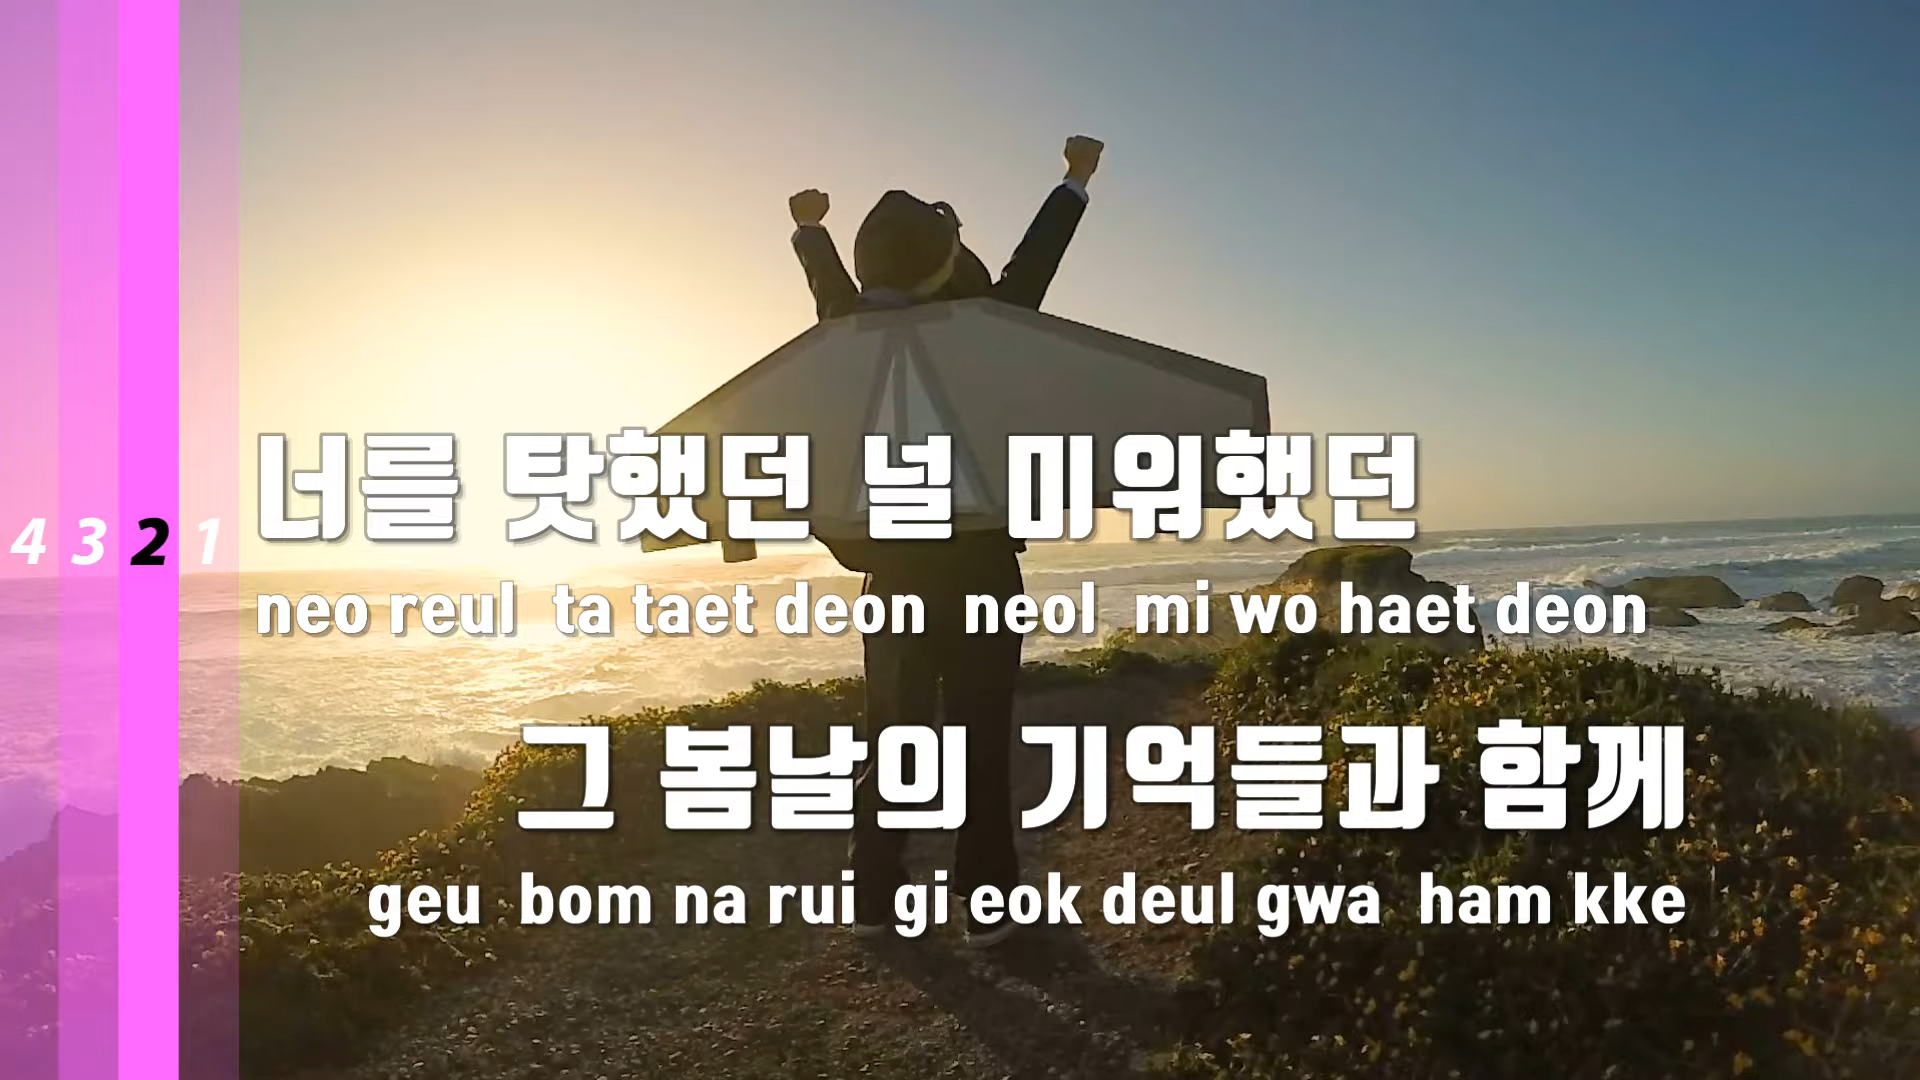 4 3 2 1
너를 탓했던 널 미워했던
neo reul ta taet deon neol mi wo haet deon
그 봄날의 기억들과 함께
geu bom na rui gi eok deul gwa ham kke